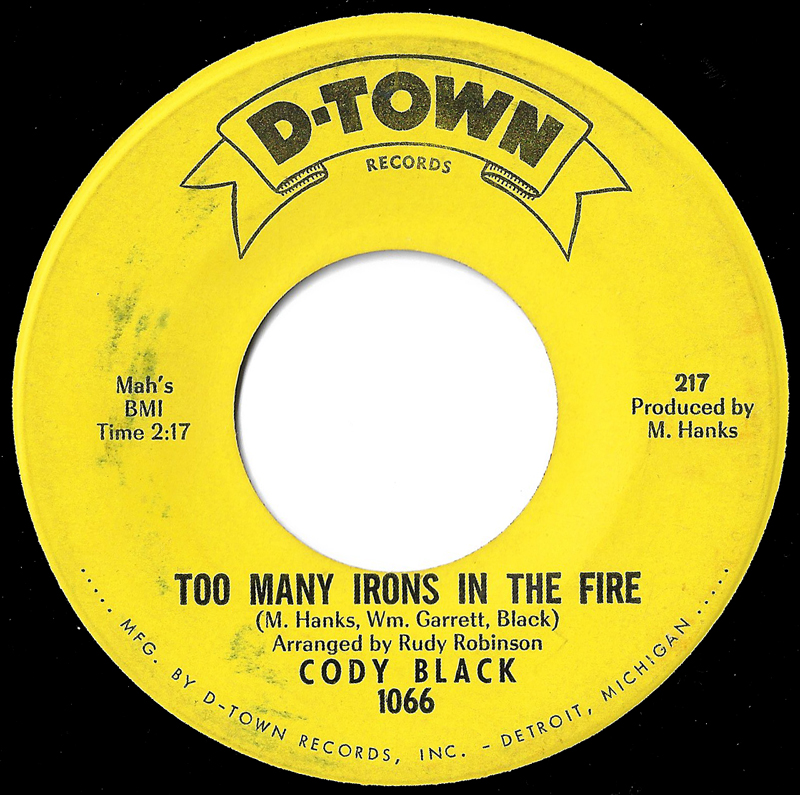 D-TOWN
RECORDS
Mah's
BMI
Time 2:17
217
Produced by
M. Hanks
TOO MANY IRONS IN THE FIRE
(M. Hanks, Wm. Garrett, Black)
Arranged by Rudy Robinson
CODY BLACK
1066
..... MFG. BY D-TOWN RECORDS, INC. – DETROIT, MICHIGAN .....